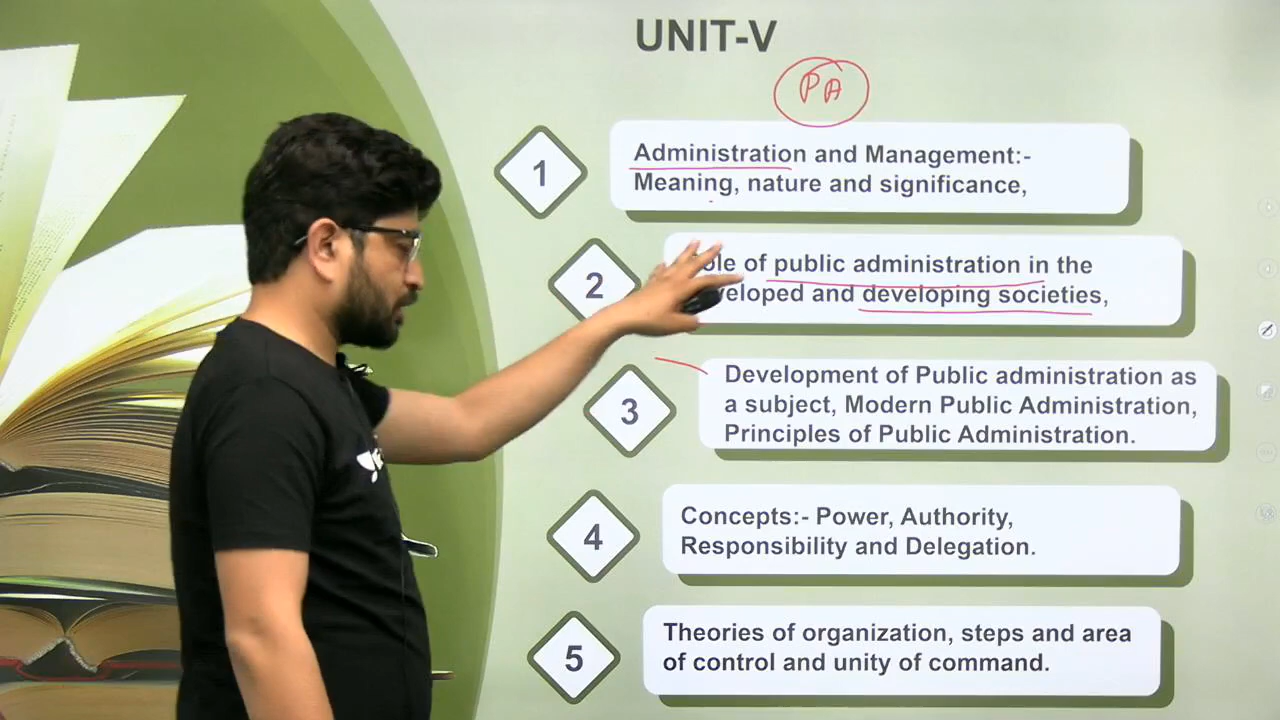 UNIT-V
PA
1
Administration and Management:-
Meaning, nature and significance,
2
of public administration in the
and developing societies,
3
Development of Public administration as
a subject, Modern Public Administration,
Principles of Public Administration.
4
Concepts:- Power, Authority,
Responsibility and Delegation.
5
Theories of organization, steps and area
of control and unity of command.